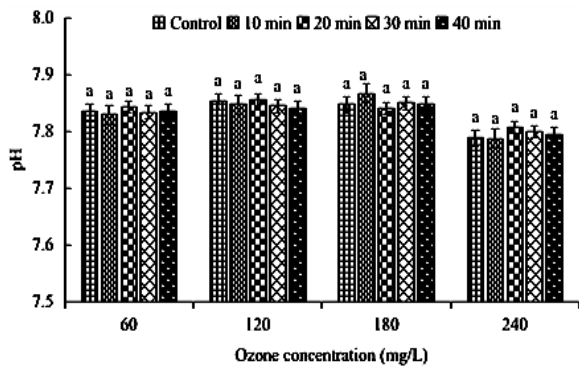 8.0
Control 10 min 20 min 30 min 40 min
7.9
a a a a a a a a a a a a a a a a a a a a
7.8
pH
7.7
7.6
7.5
60 120 180 240
Ozone concentration (mg/L)